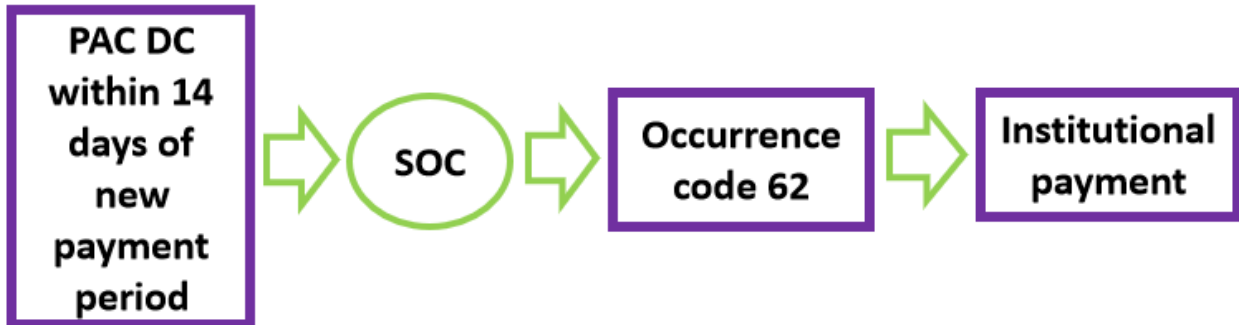 PAC DC
within 14
days of
new
payment
period
SOC
Occurrence
code 62
Institutional
payment